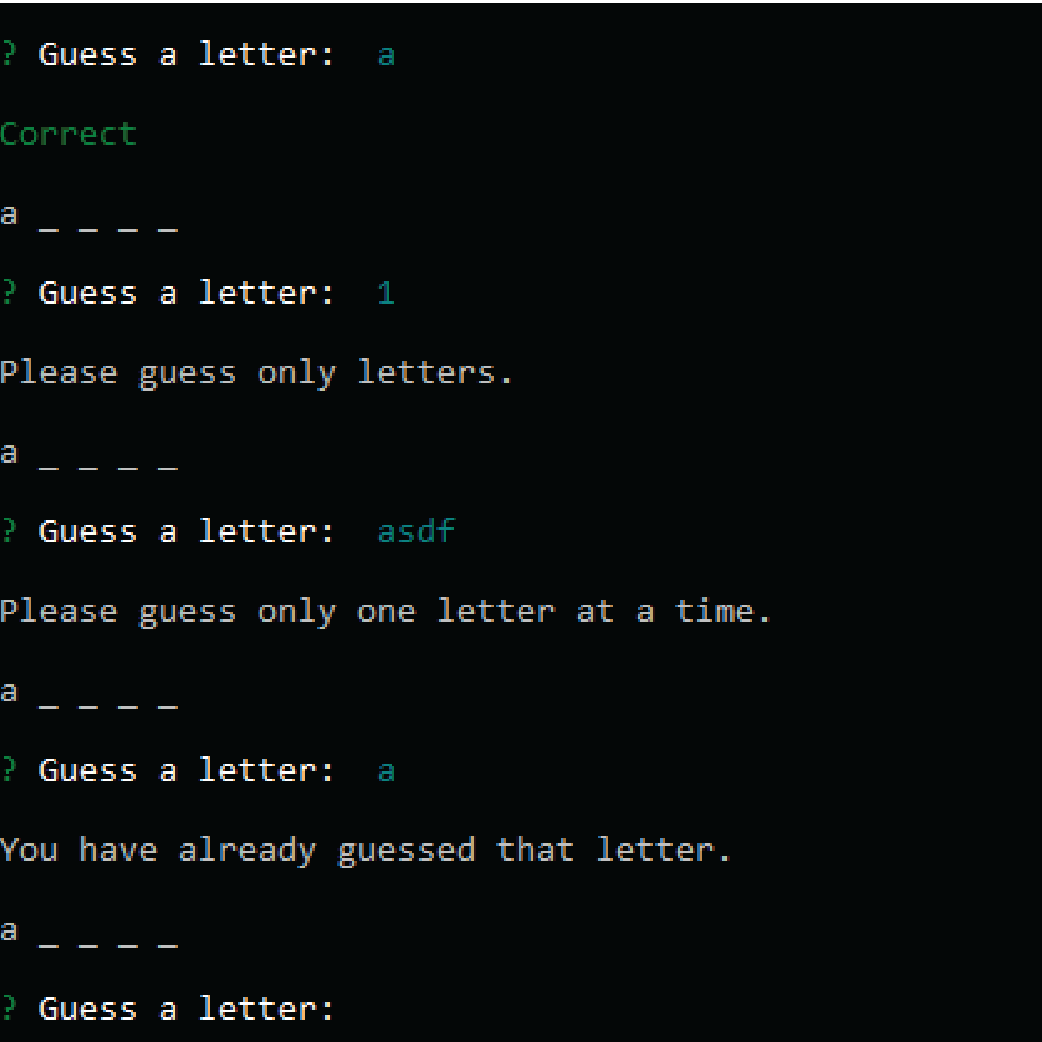 ? Guess a letter:  a
Correct
a _ _ _ _
? Guess a letter:  1
Please guess only letters.
a _ _ _ _
? Guess a letter:  asdf
Please guess only one letter at a time.
a _ _ _ _
? Guess a letter:  a
You have already guessed that letter.
a _ _ _ _
? Guess a letter: